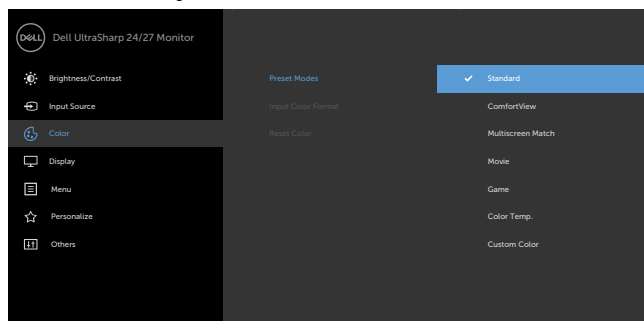 DELL Dell UltraSharp 24/27 Monitor
Brightness/Contrast Preset Modes Standard
Input Source Input Color Format ComfortView
Color Reset Color Multiscreen Match
Display Movie
Menu Game
Personalize Color Temp.
Others Custom Color